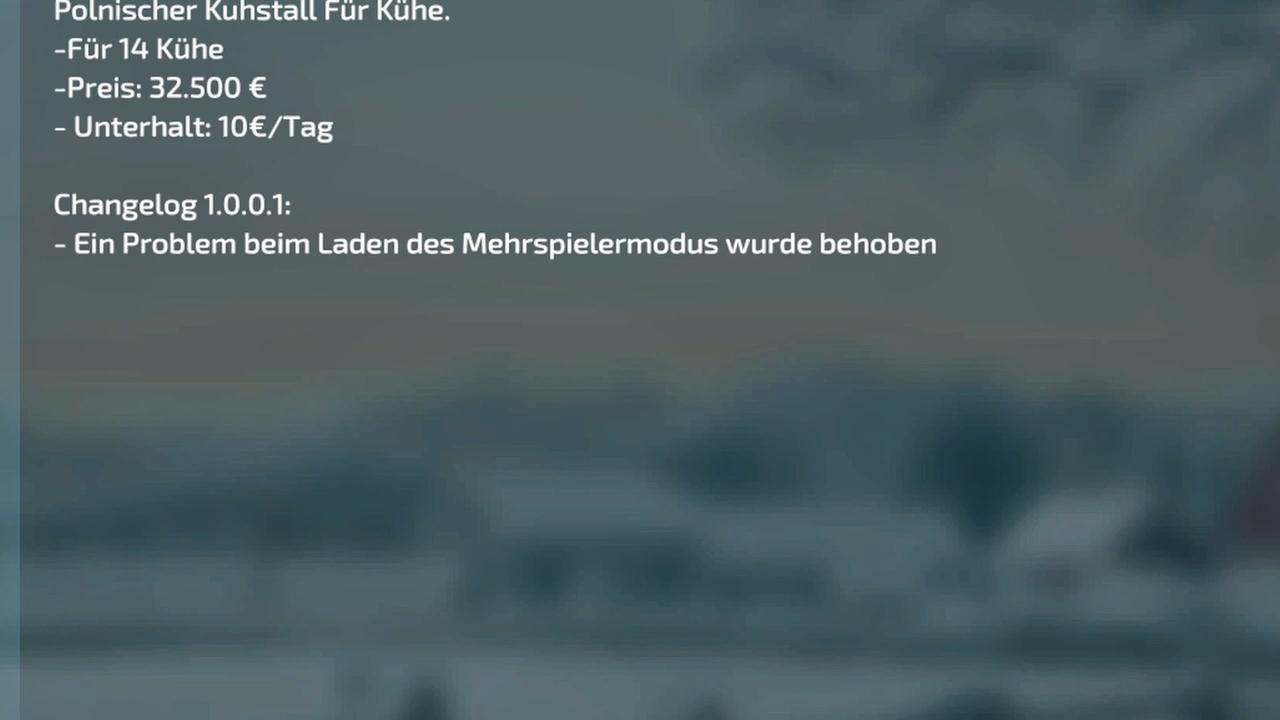 Polnischer Kuhstall Für Kühe.
-Für 14 Kühe
-Preis: 32.500 €
- Unterhalt: 10€/Tag
Changelog 1.0.0.1:
- Ein Problem beim Laden des Mehrspielermodus wurde behoben